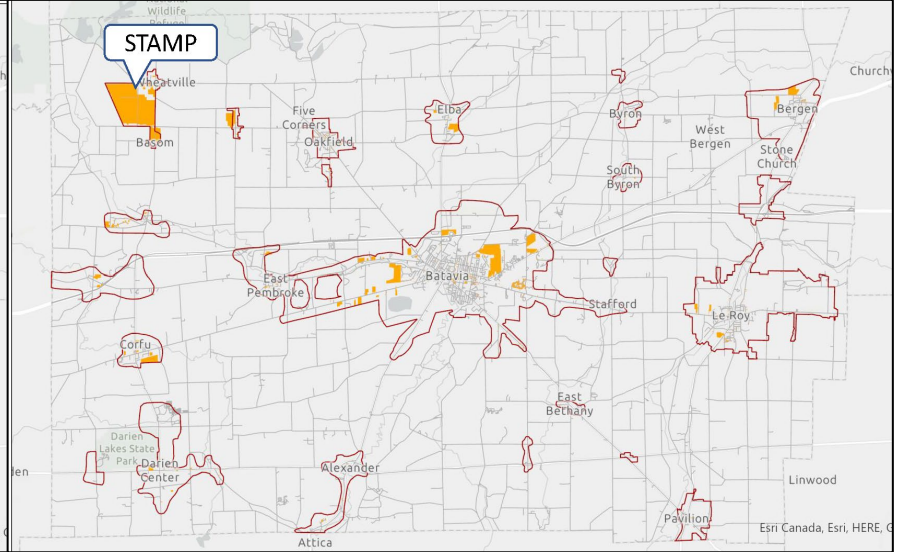 Wildlife
Refuge
STAMP
Wheatville
Churchv
Five
Corners
Elba
Byron
Bergen
West
Bergen
Basom
Oakfield
Stone
Church
South
Byron
East
Pembroke
Batavia
Stafford
Le Roy
Corfu
East
Bethany
Darien
Lakes State
Park
Darien
Center
Alexander
den
Linwood
Pavilion
Attica
Esri Canada, Esri, HERE, G